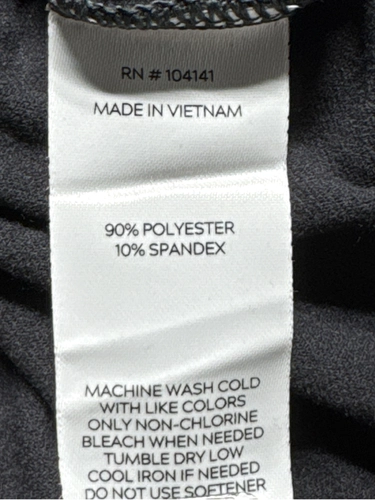 RN # 104141
MADE IN VIETNAM
90% POLYESTER
10% SPANDEX
MACHINE WASH COLD
WITH LIKE COLORS
ONLY NON-CHLORINE
BLEACH WHEN NEEDED
TUMBLE DRY LOW
COOL IRON IF NEEDED
DO NOT USE SOFTENER